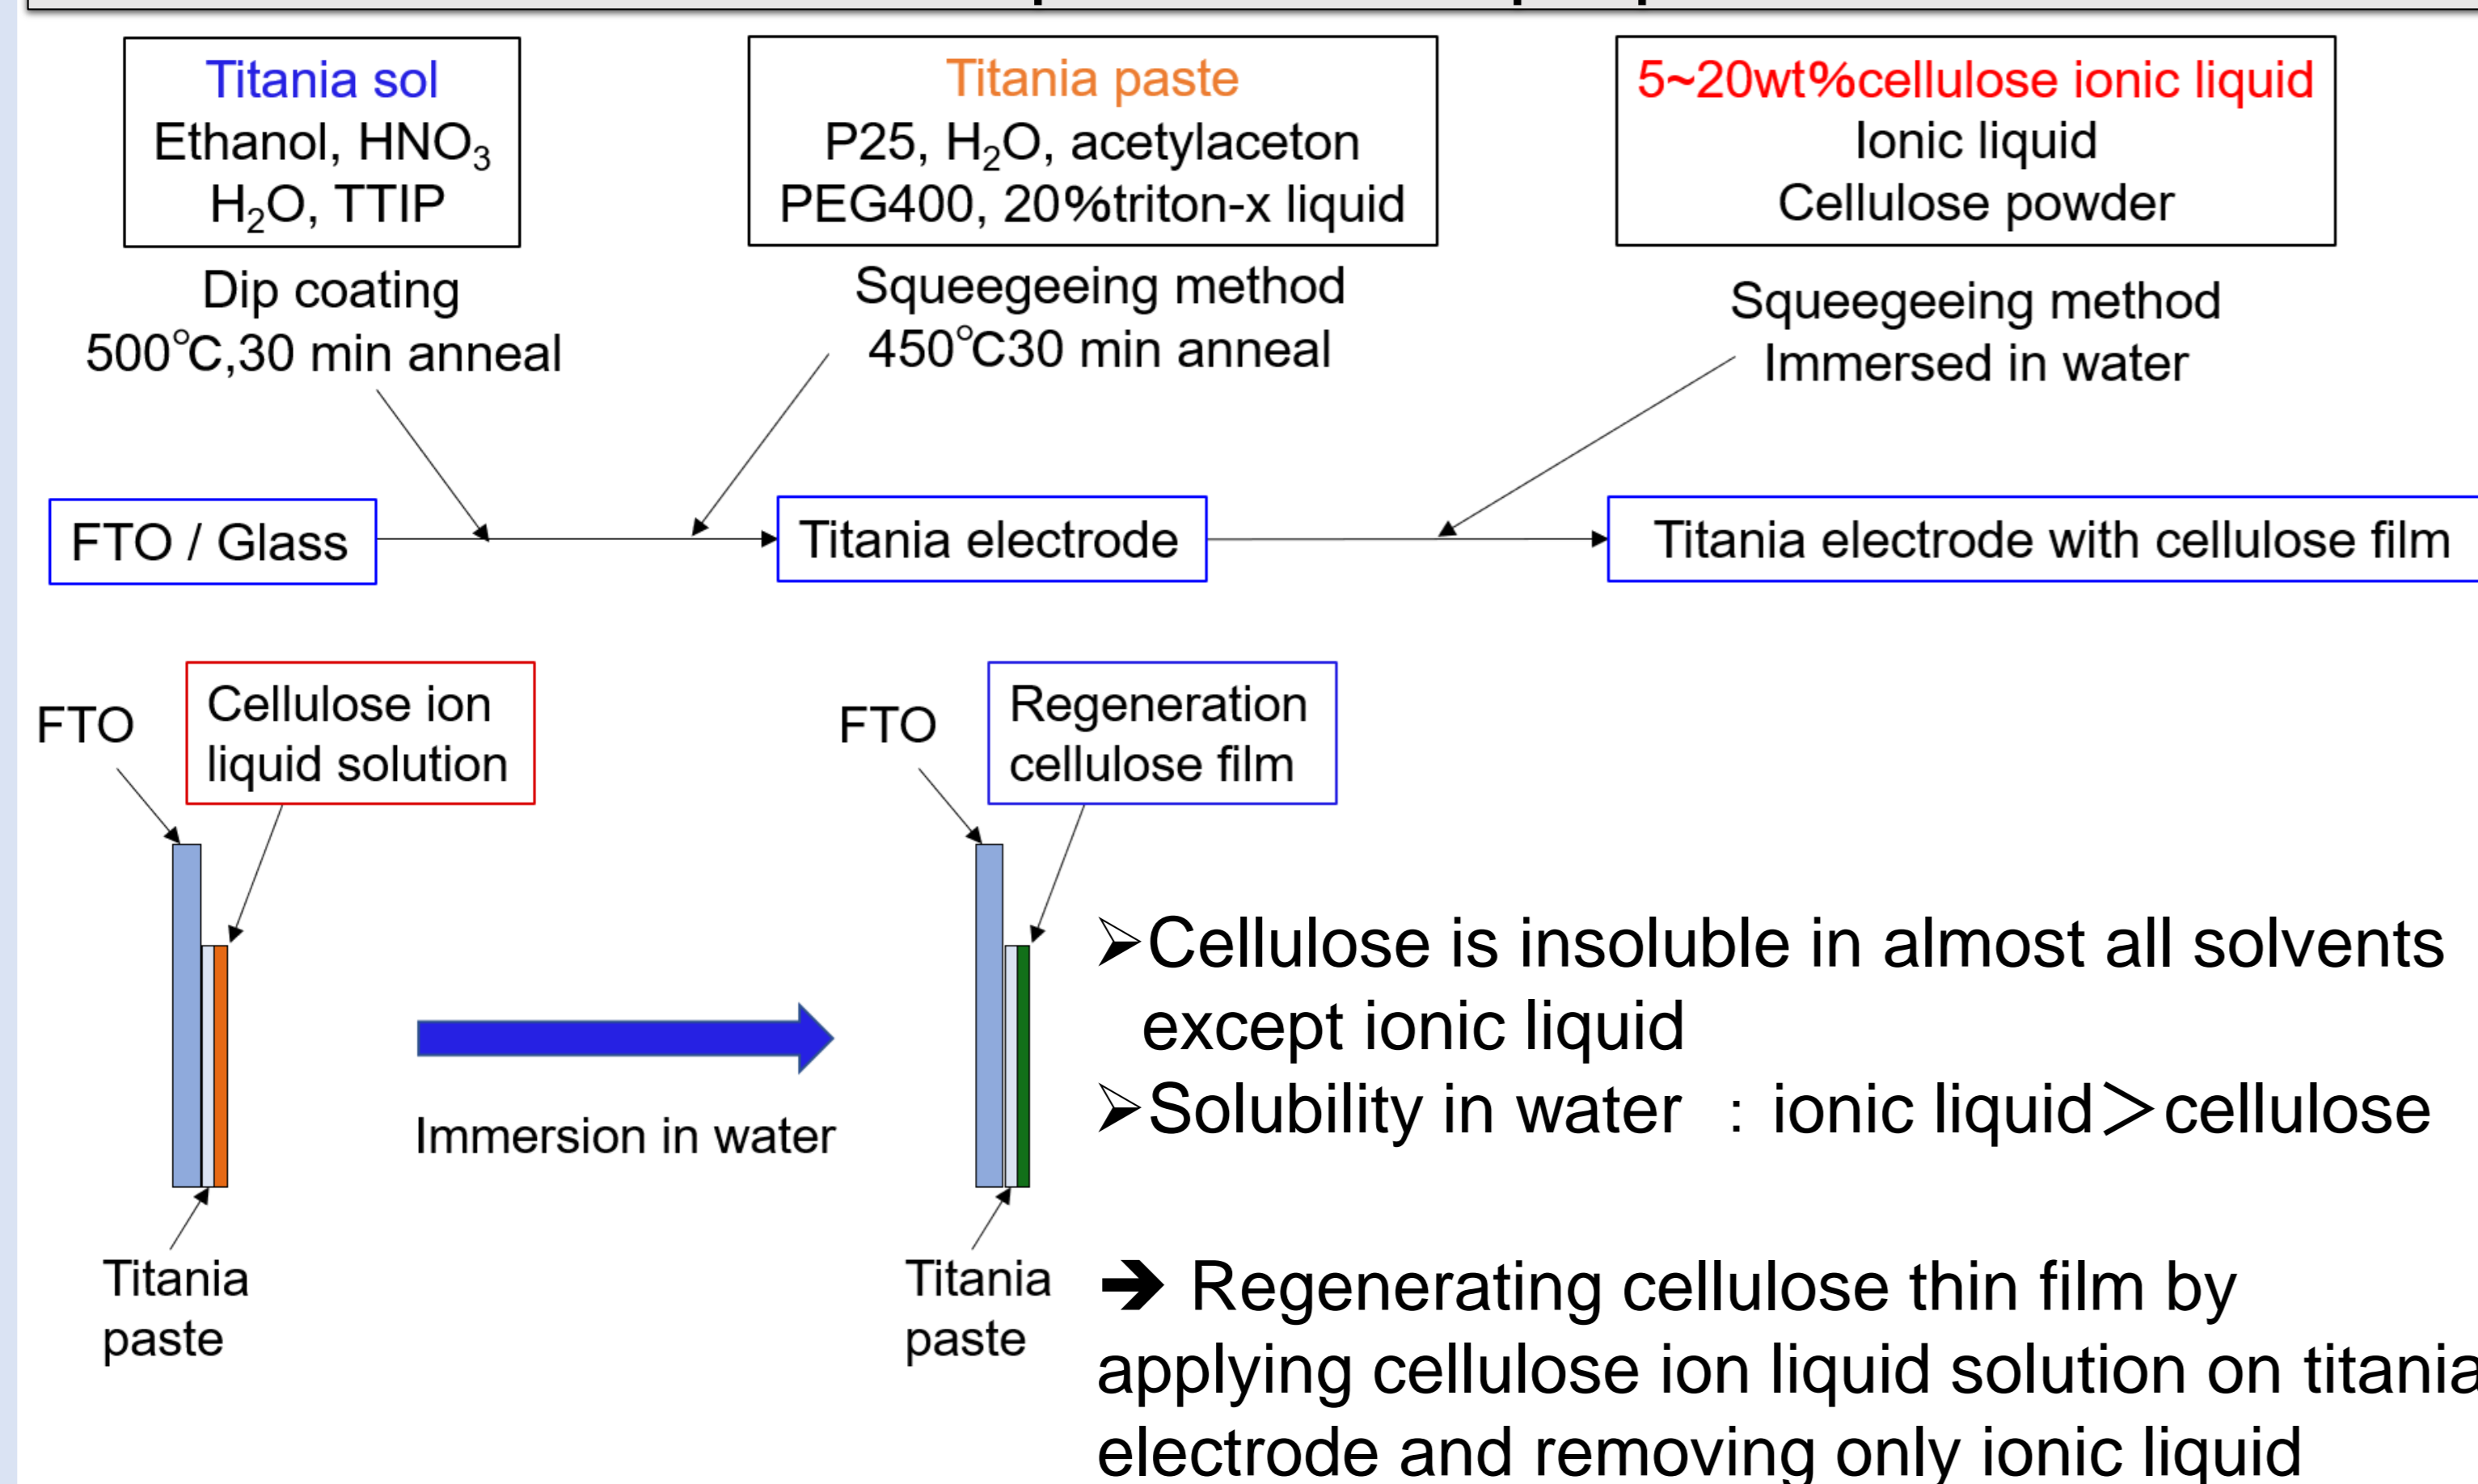 Titania sol
Ethanol, HNO₃
H₂O, TTIP
Titania paste
P25, H₂O, acetylaceton
PEG400, 20%triton-x liquid
5~20wt%cellulose ionic liquid
Ionic liquid
Cellulose powder
Dip coating
500℃,30 min anneal
Squeegeeing method
450℃30 min anneal
Squeegeeing method
Immersed in water
FTO / Glass
Titania electrode
Titania electrode with cellulose film
FTO
Cellulose ion
liquid solution
FTO
Regeneration
cellulose film
Immersion in water
Titania
paste
Titania
paste
➢Cellulose is insoluble in almost all solvents
except ionic liquid
➢Solubility in water : ionic liquid＞cellulose
➔ Regenerating cellulose thin film by
applying cellulose ion liquid solution on titania
electrode and removing only ionic liquid